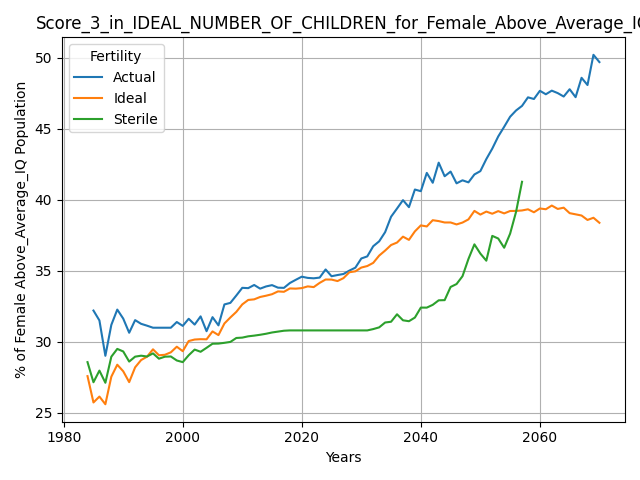 Score_3_in_IDEAL_NUMBER_OF_CHILDREN_for_Female_Above_Average_IQ
Fertility
Actual
Ideal
Sterile
% of Female Above_Average_IQ Population
50
45
40
35
30
25
1980
2000
2020
2040
2060
Years